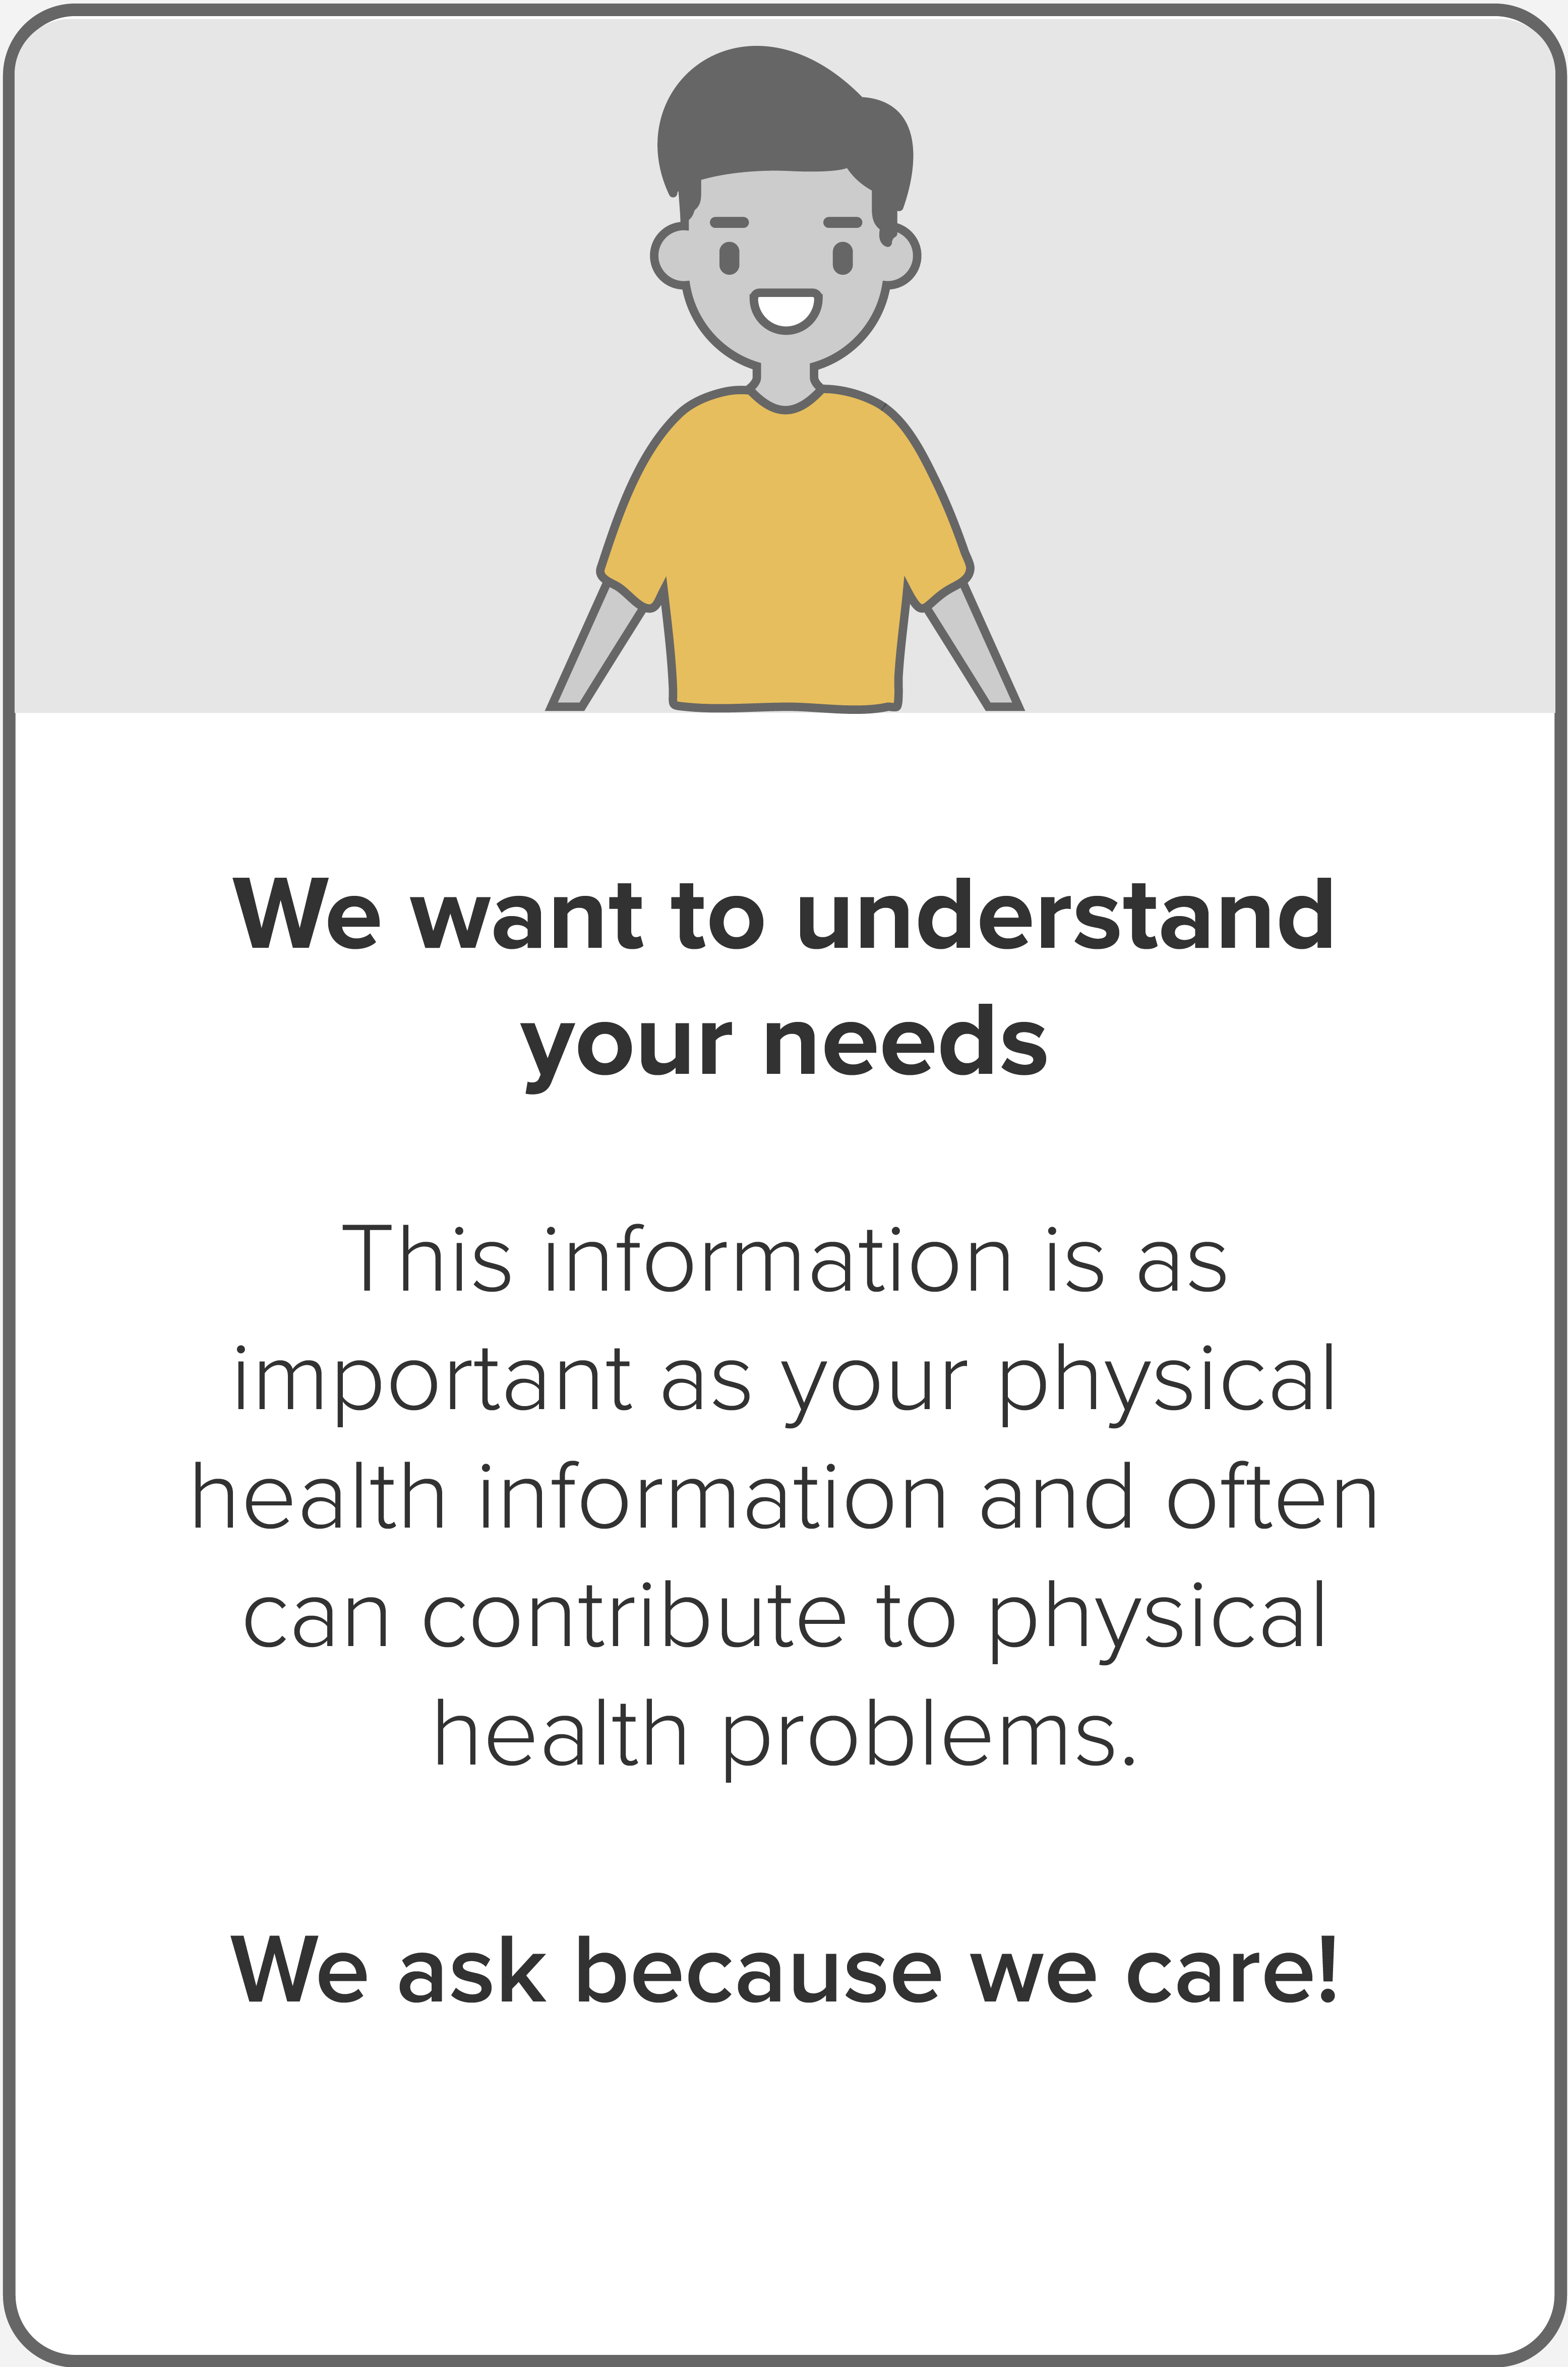 We want to understand
your needs
This information is as
important as your physical
health information and often
can contribute to physical
health problems.
We ask because we care!